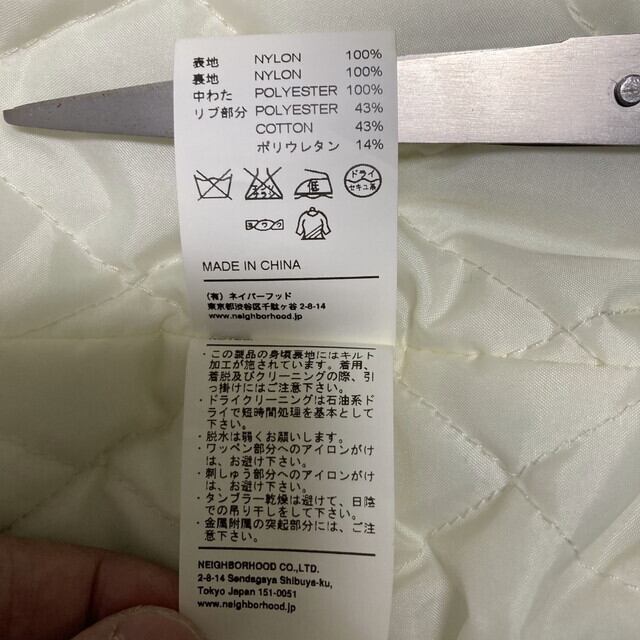 表地 NYLON 100%
裏地 NYLON 100%
中わた POLYESTER 100%
リブ部分 POLYESTER 43%
COTTON 43%
ポリウレタン 14%
エンソ サラシ 低 ドライ セキユ系
ヨワク
MADE IN CHINA
(有) ネイバーフッド
東京都渋谷区千駄ヶ谷 2-8-14
www.neighborhood.jp
・この製品の身頃裏地にはキルト
加工が施されています。着用、
着脱及びクリーニングの際、引
っ掛けにはご注意下さい。
・ドライクリーニングは石油系ド
ライで短時間処理を基本として
下さい。
・脱水は弱くお願いします。
・ワッペン部分へのアイロンがけ
は、お避け下さい。
・刺しゅう部分へのアイロンがけ
は、お避け下さい。
・タンブラー乾燥は避けて、日陰
での吊り干しをして下さい。
・金属附属の突起部分には、ご注
意下さい。
NEIGHBORHOOD CO.,LTD.
2-8-14 Sendagaya Shibuya-ku,
Tokyo Japan 151-0051
www.neighborhood.jp